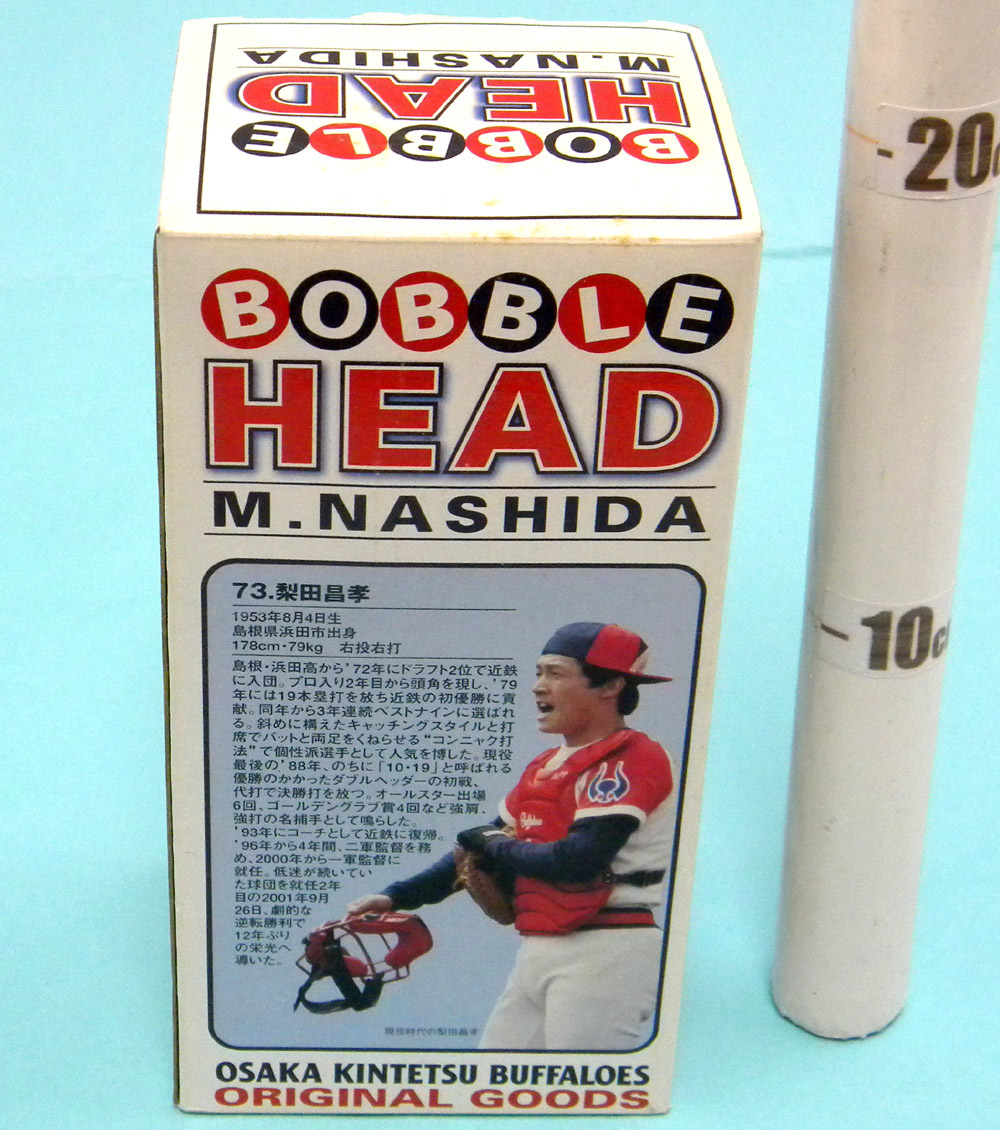 M.NASHIDA
HEAD
BOBBLE
BOBBLE
HEAD
M.NASHIDA
73.梨田昌孝
1953年8月4日生
島根県浜田市出身
178cm・79kg 右投右打
島根・浜田高から'72年にドラフト2位で近鉄
に入団。プロ入り2年目から頭角を現し、'79
年には19本塁打を放ち近鉄の初優勝に貢
献。同年から3年連続ベストナインに選ばれ
る。斜めに構えたキャッチングスタイルと打
席でバットと両足をくねらせる“コンニャク打
法”で個性派選手として人気を博した。現役
最後の'88年、のちに「10・19」と呼ばれる
優勝のかかったダブルヘッダーの初戦、
代打で決勝打を放つ。オールスター出場
6回、ゴールデングラブ賞4回など強肩、
強打の名捕手として鳴らした。
'93年にコーチとして近鉄に復帰。
'96年から4年間、二軍監督を務
め、2000年から一軍監督に
就任。低迷が続いてい
た球団を就任2年
目の2001年9月
26日、劇的な
逆転勝利で
12年ぶり
の栄光へ
導いた。
現役時代の梨田昌孝
OSAKA KINTETSU BUFFALOES
ORIGINAL GOODS
- 20c
- 10c